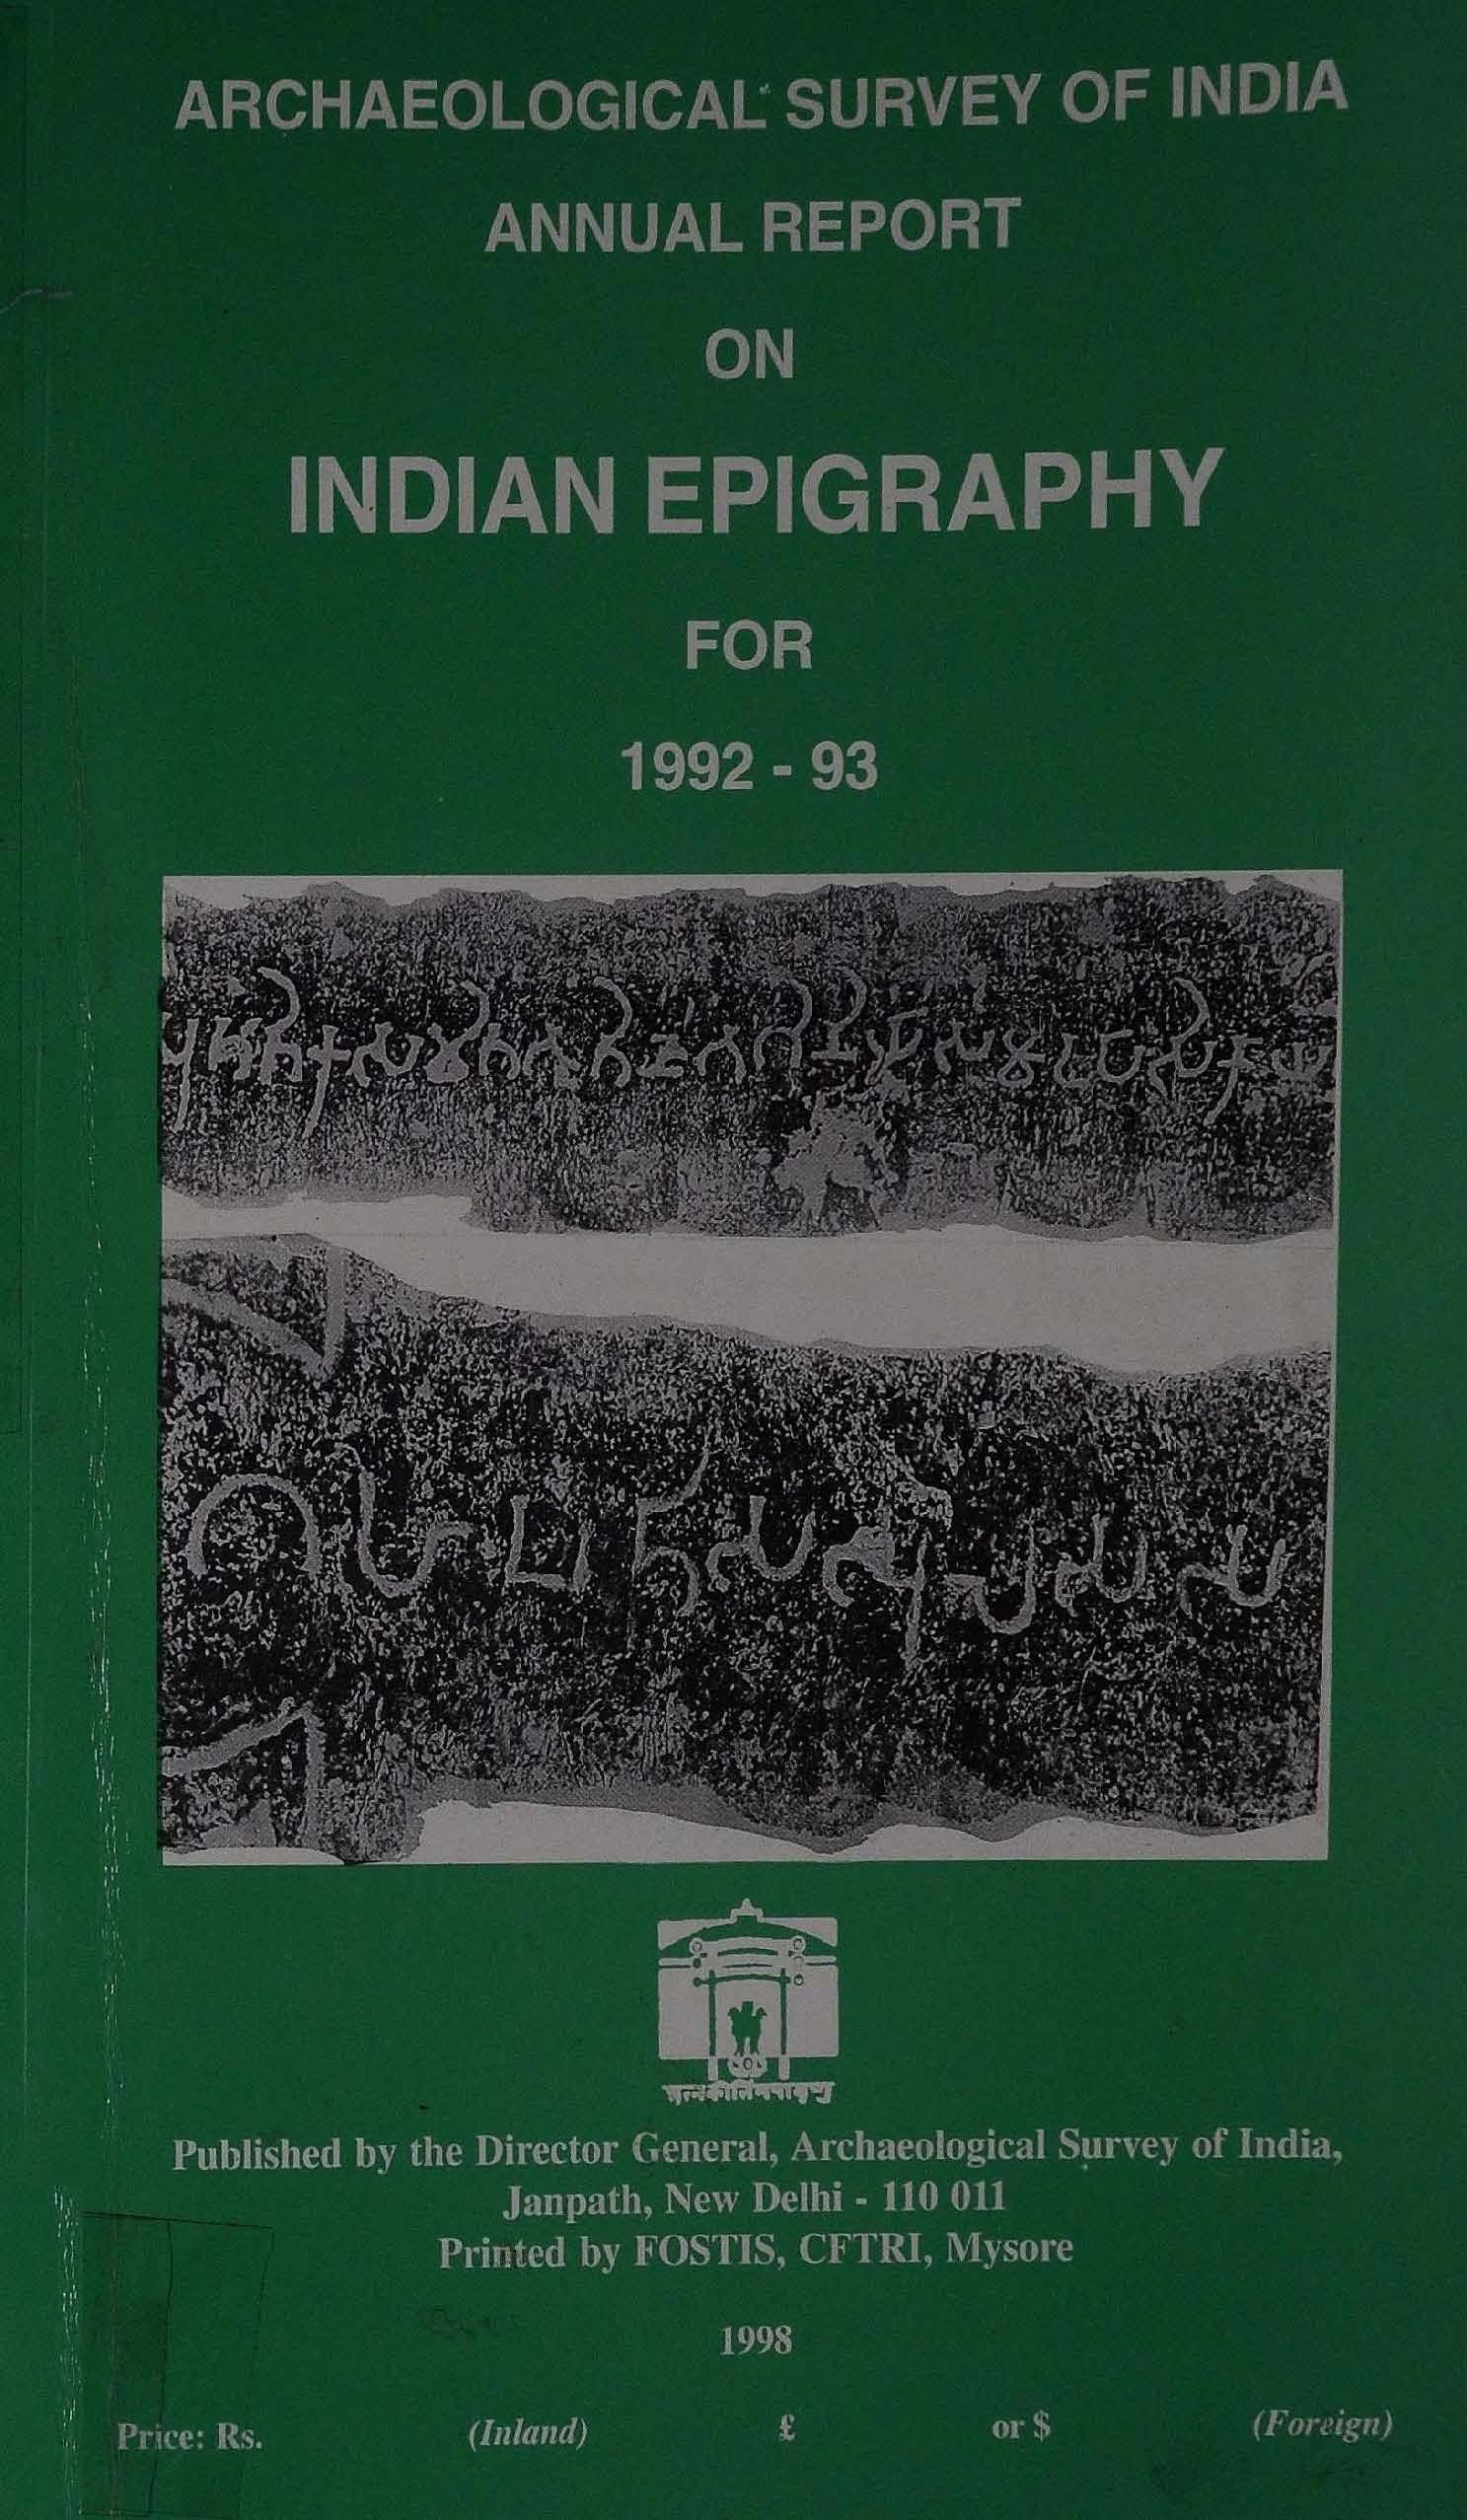 ARCHAEOLOGICAL SURVEY OF INDIA
ANNUAL REPORT
ON
INDIAN EPIGRAPHY
FOR
1992 - 93
Published by the Director General, Archaeological Survey of India,
Janpath, New Delhi - 110 011
Printed by FOSTIS, CFTRI, Mysore
1998
Price: Rs. (Inland) £ or $ (Foreign)